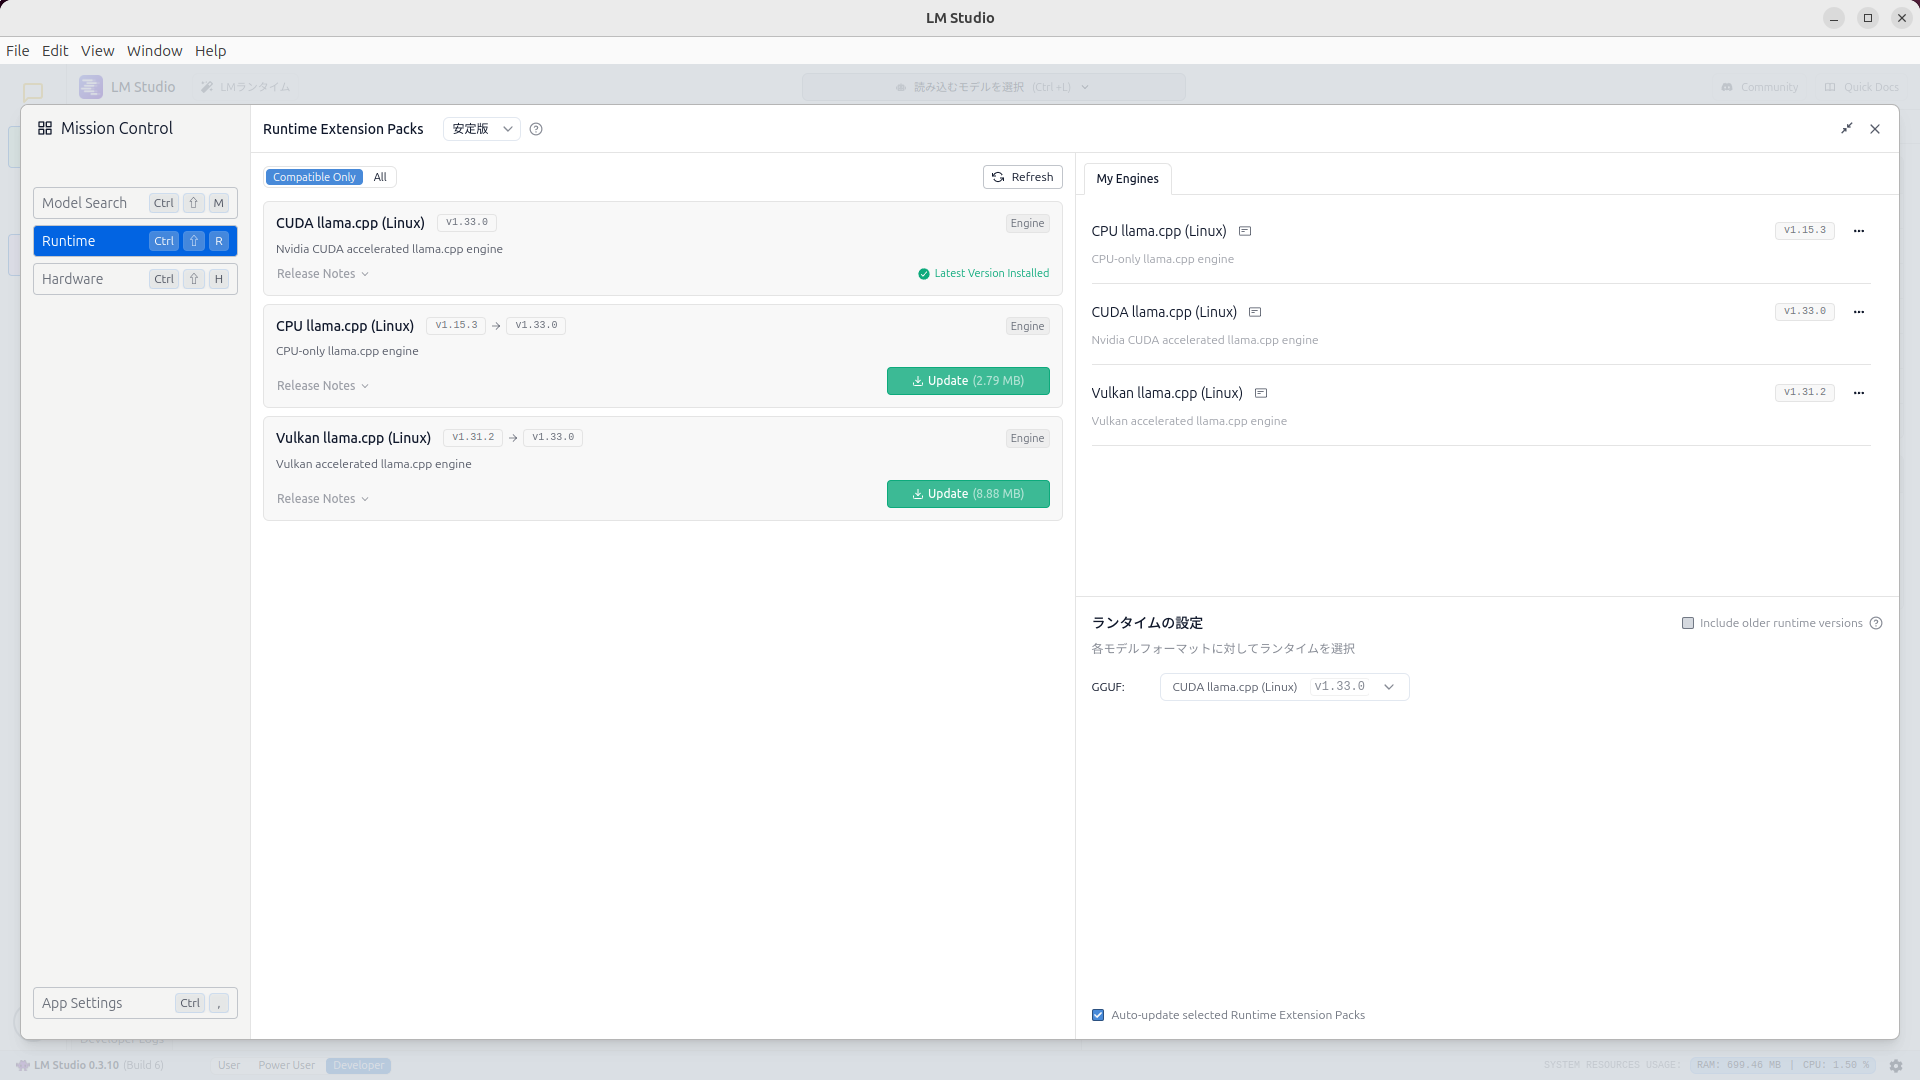 LM Studio
File Edit View Window Help
LM Studio LMランタイム 読み込むモデルを選択 (Ctrl +L) Community Quick Docs
Mission Control
Model Search Ctrl ⇧ M
Runtime Ctrl ⇧ R
Hardware Ctrl ⇧ H
App Settings Ctrl ,
Runtime Extension Packs 安定版
Compatible Only All Refresh
CUDA llama.cpp (Linux) v1.33.0 Engine
Nvidia CUDA accelerated llama.cpp engine
Release Notes Latest Version Installed
CPU llama.cpp (Linux) v1.15.3 → v1.33.0 Engine
CPU-only llama.cpp engine
Release Notes Update (2.79 MB)
Vulkan llama.cpp (Linux) v1.31.2 → v1.33.0 Engine
Vulkan accelerated llama.cpp engine
Release Notes Update (8.88 MB)
My Engines
CPU llama.cpp (Linux) v1.15.3
CPU-only llama.cpp engine
CUDA llama.cpp (Linux) v1.33.0
Nvidia CUDA accelerated llama.cpp engine
Vulkan llama.cpp (Linux) v1.31.2
Vulkan accelerated llama.cpp engine
ランタイムの設定 Include older runtime versions
各モデルフォーマットに対してランタイムを選択
GGUF: CUDA llama.cpp (Linux) v1.33.0
Auto-update selected Runtime Extension Packs
Developer Logs
LM Studio 0.3.10 (Build 6) User Power User Developer SYSTEM RESOURCES USAGE: RAM: 699.46 MB | CPU: 1.50 %